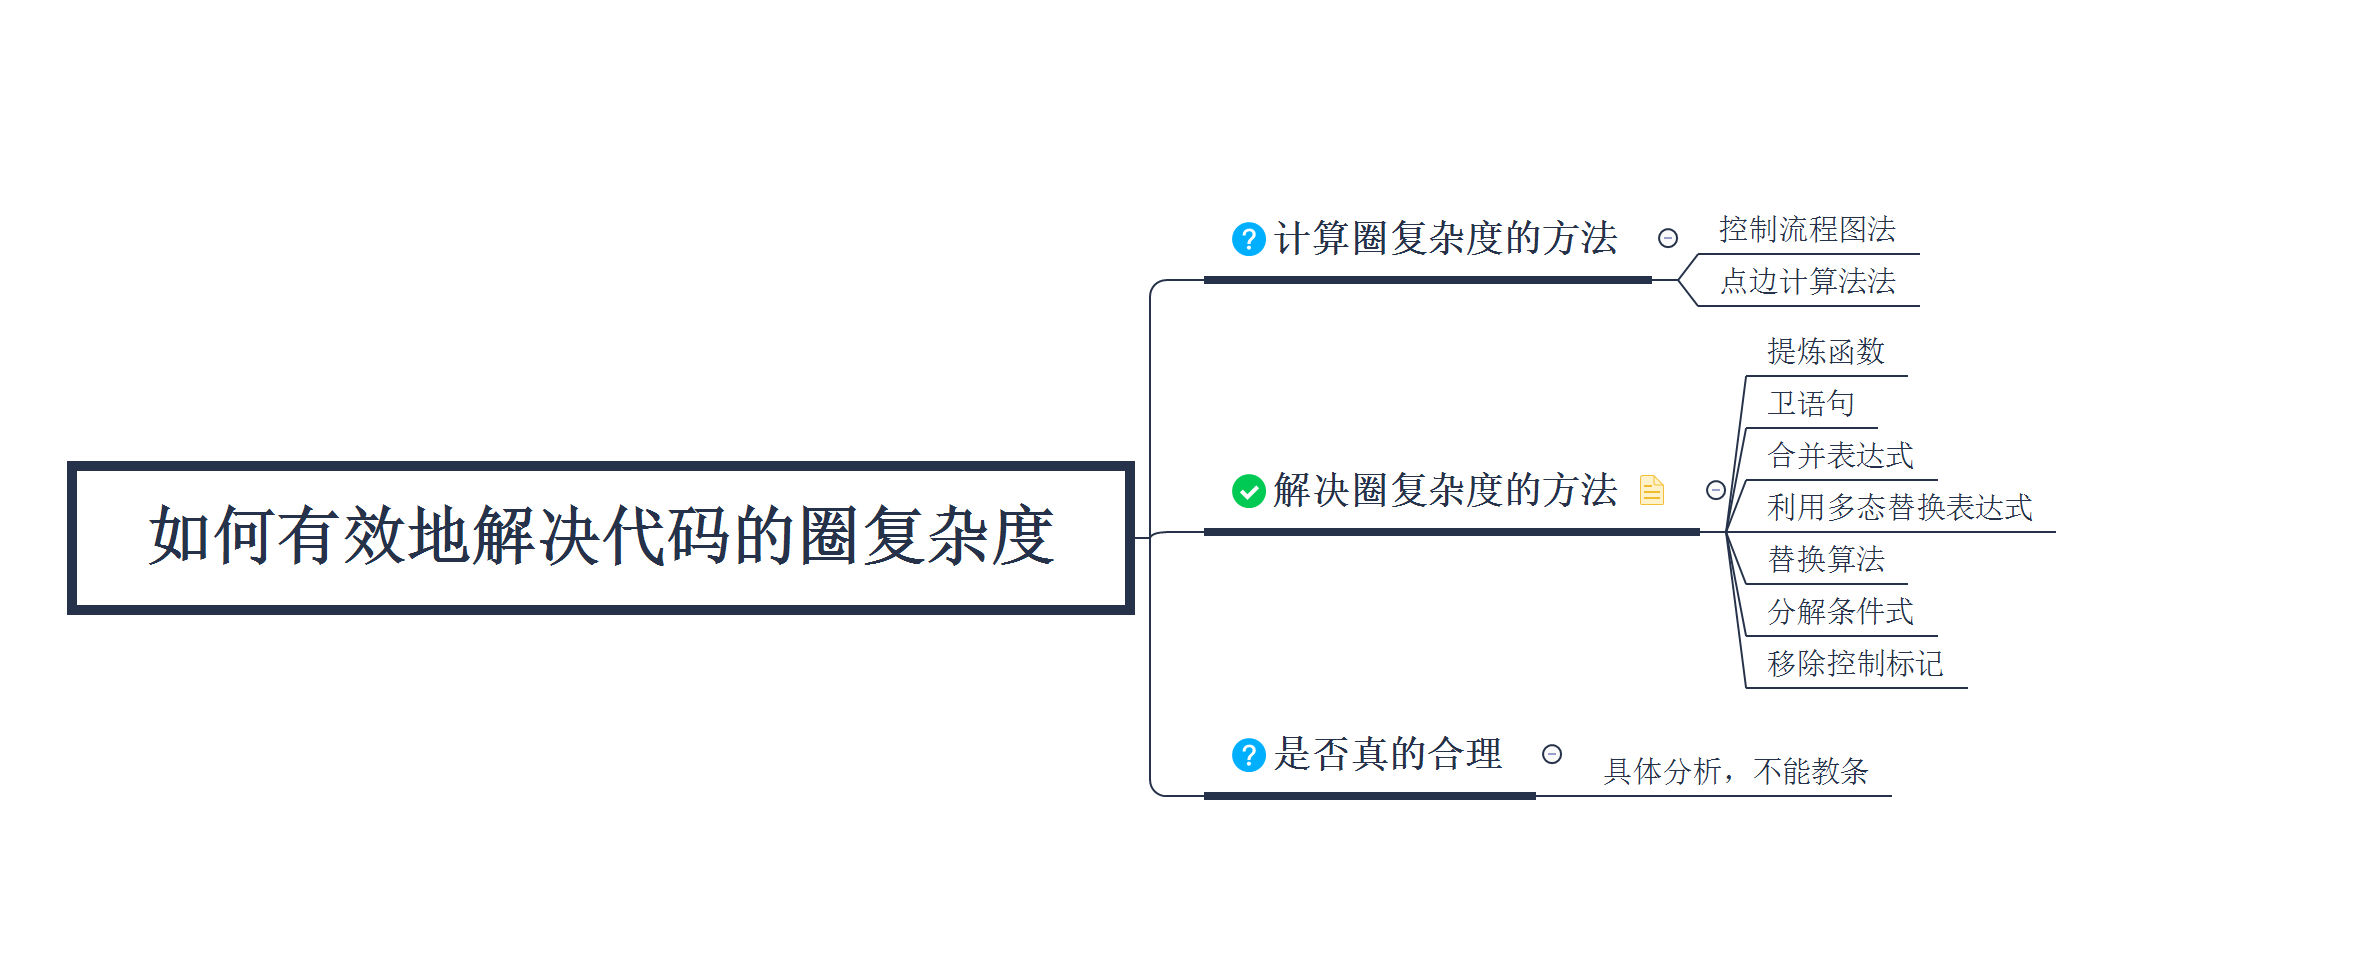 如何有效地解决代码的圈复杂度
计算圈复杂度的方法
控制流程图法
点边计算法法
解决圈复杂度的方法
提炼函数
卫语句
合并表达式
利用多态替换表达式
替换算法
分解条件式
移除控制标记
是否真的合理
具体分析，不能教条